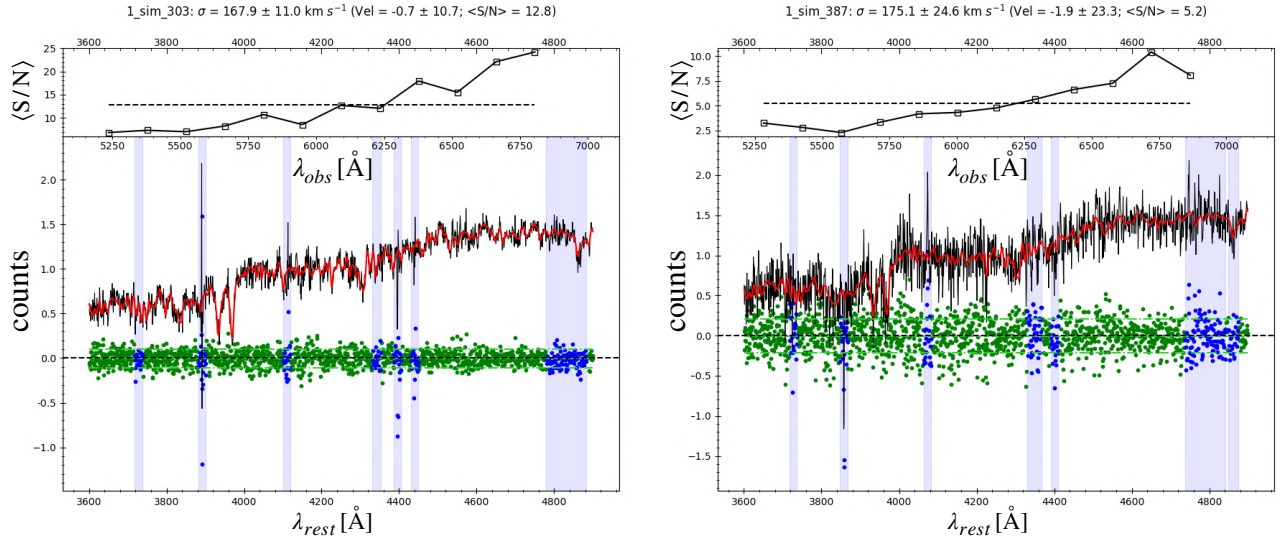 1_sim_303: σ = 167.9 ± 11.0 km s⁻¹ (Vel = -0.7 ± 10.7; <S/N> = 12.8)
3600 3800 4000 4200 4400 4600 4800
25
20
15
10
⟨S/N⟩
5250 5500 5750 6000 6250 6500 6750 7000
λobs [Å]
2.0
1.5
1.0
0.5
0.0
−0.5
−1.0
counts
3600 3800 4000 4200 4400 4600 4800
λrest [Å]
1_sim_387: σ = 175.1 ± 24.6 km s⁻¹ (Vel = -1.9 ± 23.3; <S/N> = 5.2)
3600 3800 4000 4200 4400 4600 4800
10.0
7.5
5.0
2.5
⟨S/N⟩
5250 5500 5750 6000 6250 6500 6750 7000
λobs [Å]
2.0
1.5
1.0
0.5
0.0
−0.5
−1.0
−1.5
counts
3600 3800 4000 4200 4400 4600 4800
λrest [Å]